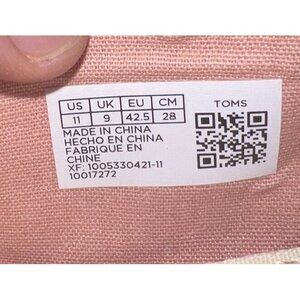 US UK EU CM TOMS
11 9 42.5 28
MADE IN CHINA
HECHO EN CHINA
FABRIQUE EN
CHINE
XF: 1005330421-11
10017272